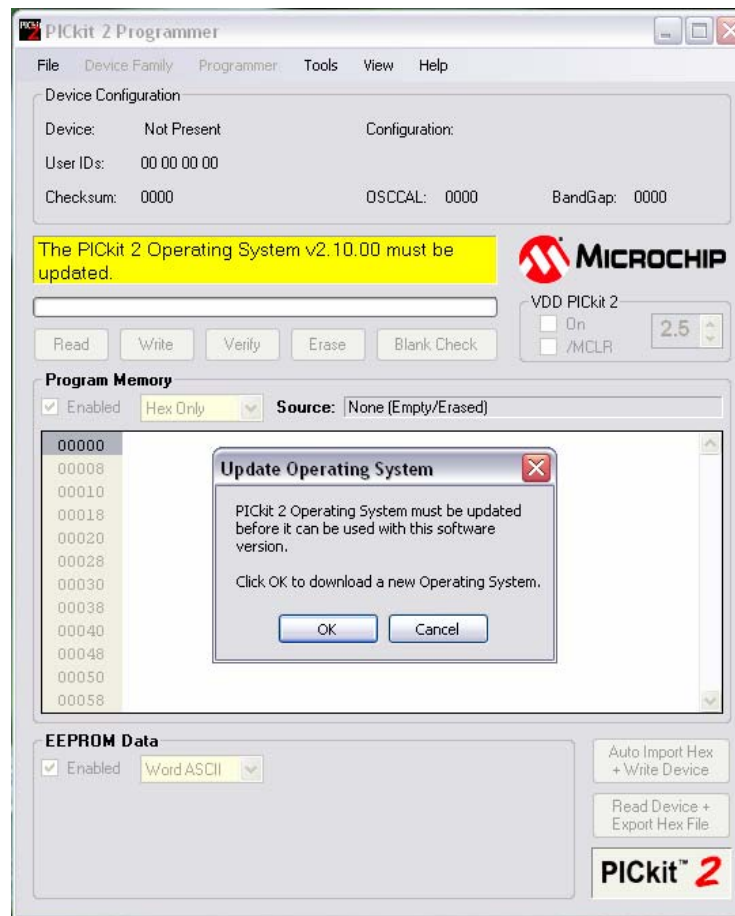 PICkit 2 Programmer
File Device Family Programmer Tools View Help
Device Configuration
Device: Not Present Configuration:
User IDs: 00 00 00 00
Checksum: 0000 OSCCAL: 0000 BandGap: 0000
The PICkit 2 Operating System v2.10.00 must be
updated.
MICROCHIP
VDD PICkit 2
On
/MCLR
2.5
Read Write Verify Erase Blank Check
Program Memory
Enabled Hex Only Source: None (Empty/Erased)
00000
00008
00010
00018
00020
00028
00030
00038
00040
00048
00050
00058
Update Operating System
PICkit 2 Operating System must be updated
before it can be used with this software
version.
Click OK to download a new Operating System.
OK Cancel
EEPROM Data
Enabled Word ASCII
Auto Import Hex
+ Write Device
Read Device +
Export Hex File
PICkit™ 2